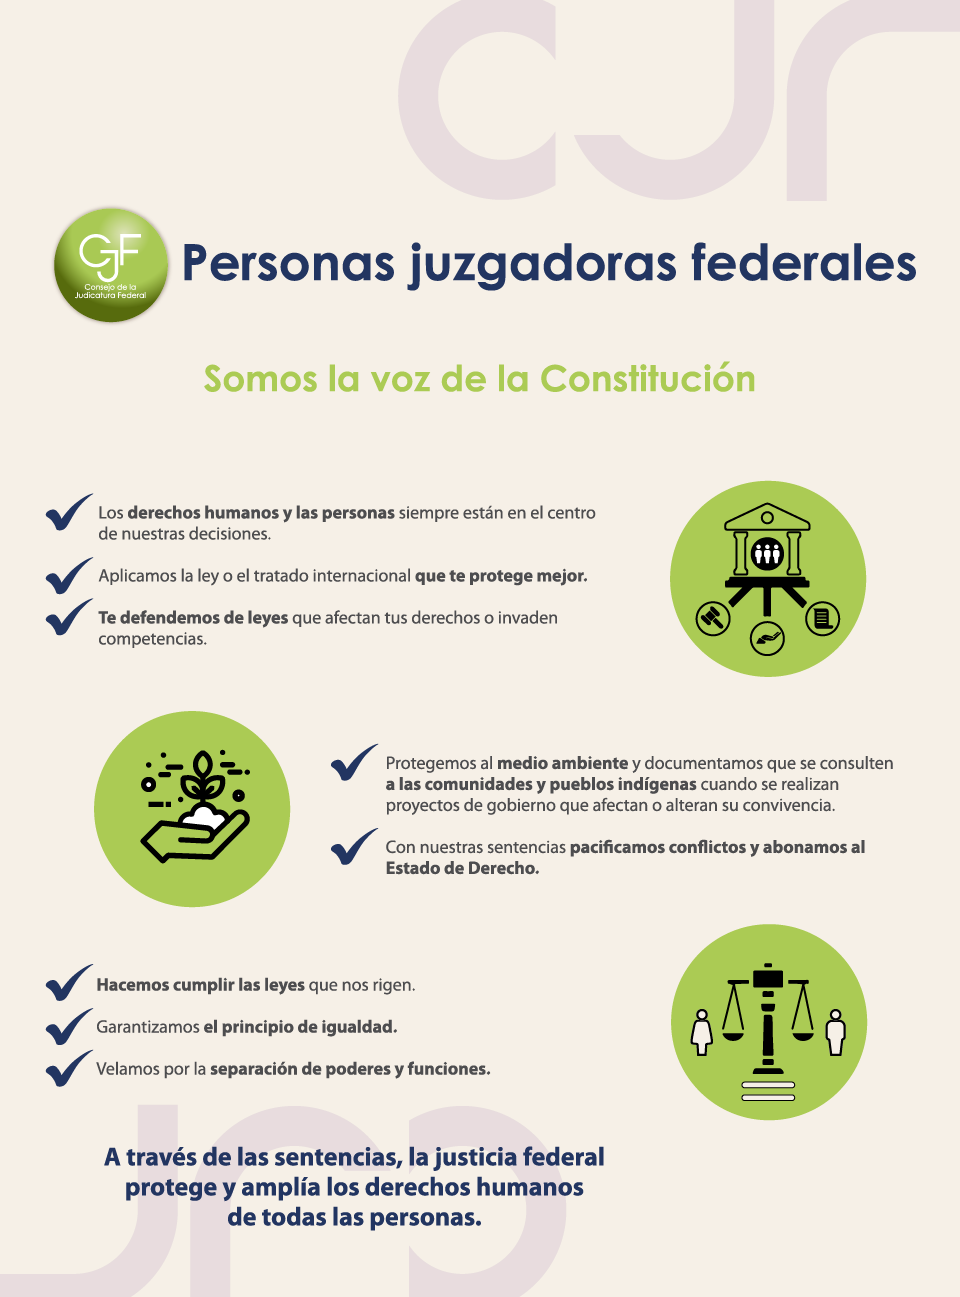 CJF
CJF
Consejo de la
Judicatura Federal
Personas juzgadoras federales
Somos la voz de la Constitución
Los derechos humanos y las personas siempre están en el centro
de nuestras decisiones.
Aplicamos la ley o el tratado internacional que te protege mejor.
Te defendemos de leyes que afectan tus derechos o invaden
competencias.
Protegemos al medio ambiente y documentamos que se consulten
a las comunidades y pueblos indígenas cuando se realizan
proyectos de gobierno que afectan o alteran su convivencia.
Con nuestras sentencias pacificamos conflictos y abonamos al
Estado de Derecho.
Hacemos cumplir las leyes que nos rigen.
Garantizamos el principio de igualdad.
Velamos por la separación de poderes y funciones.
A través de las sentencias, la justicia federal
protege y amplía los derechos humanos
de todas las personas.